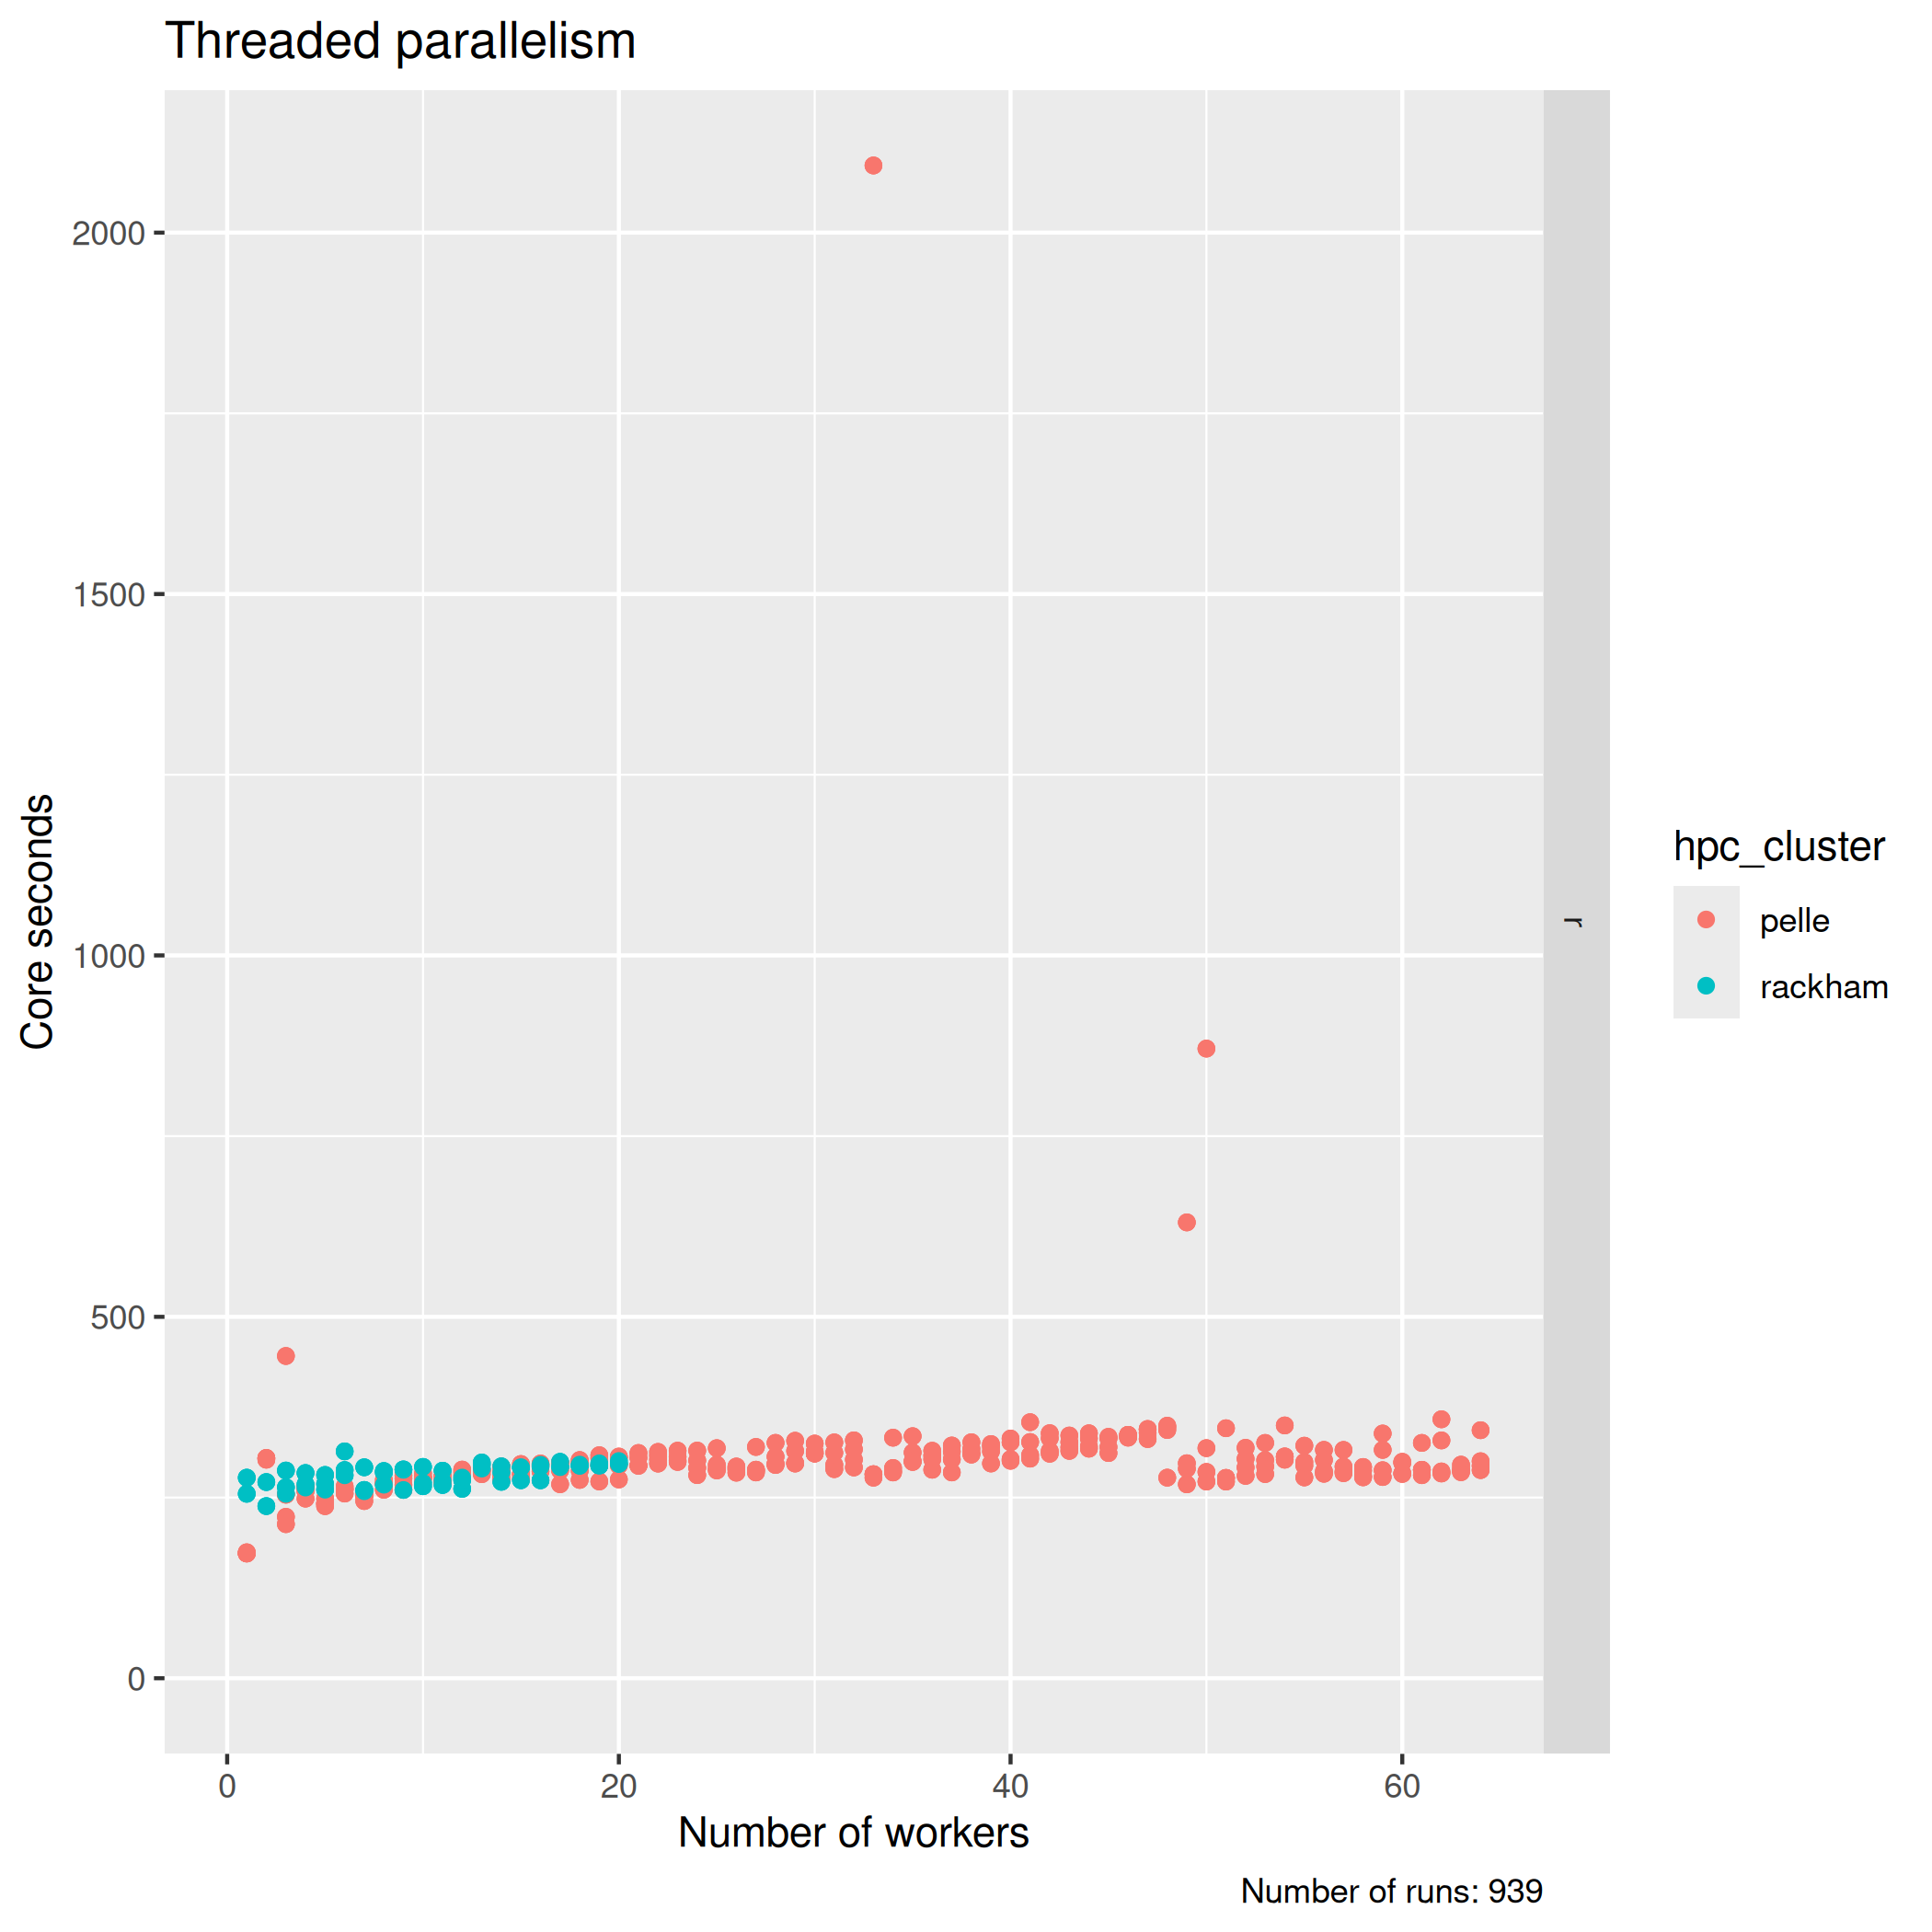 Threaded parallelism
2000
1500
1000
500
0
Core seconds
0 20 40 60
Number of workers
r
hpc_cluster
pelle
rackham
Number of runs: 939